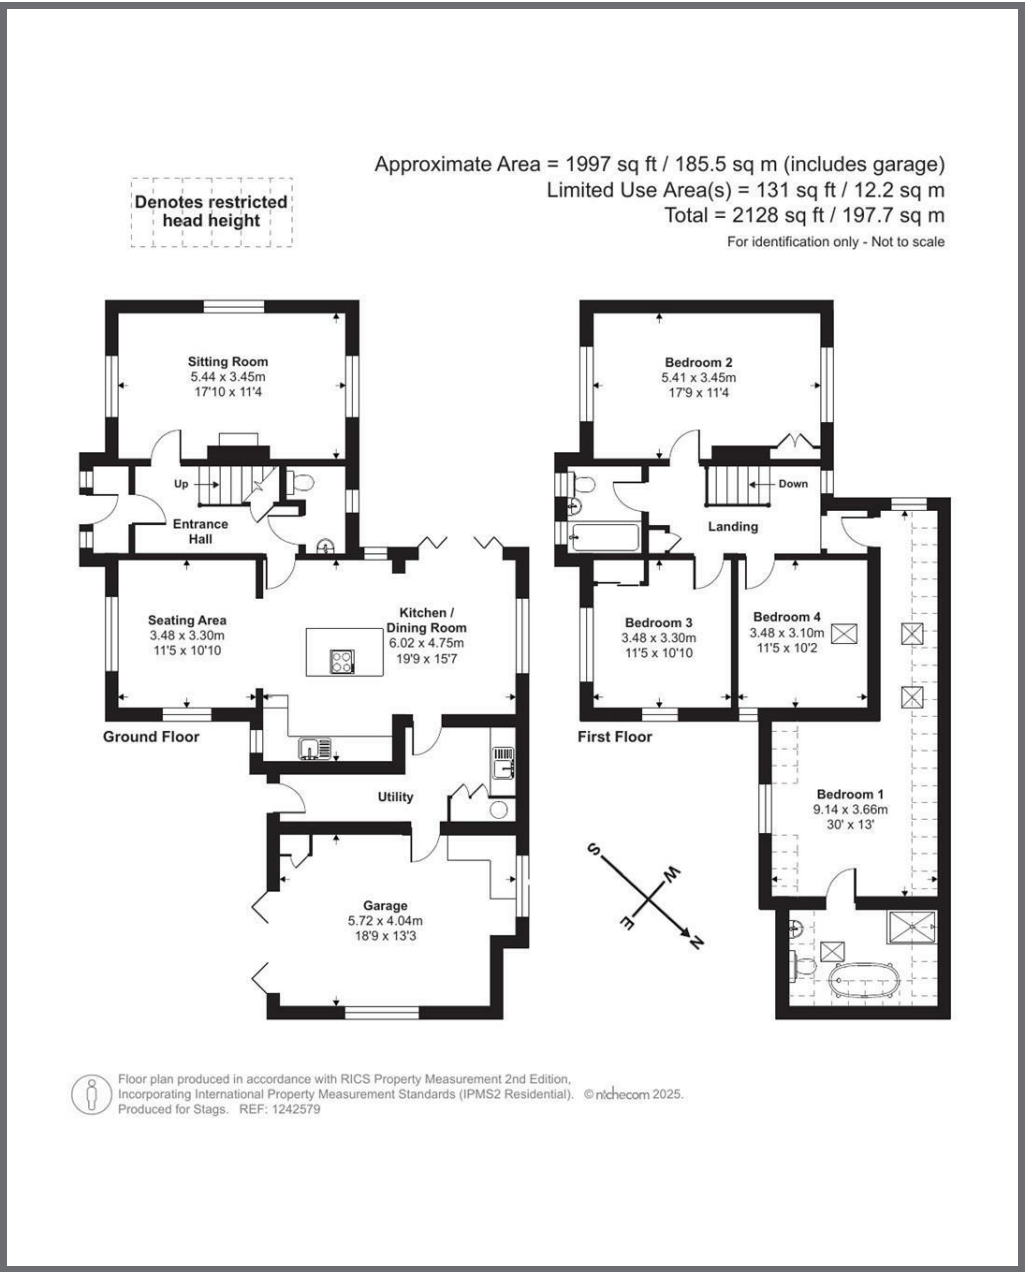 Approximate Area = 1997 sq ft / 185.5 sq m (includes garage)
Limited Use Area(s) = 131 sq ft / 12.2 sq m
Total = 2128 sq ft / 197.7 sq m
For identification only - Not to scale
Denotes restricted
head height
Sitting Room
5.44 x 3.45m
17'10 x 11'4
Up
Entrance
Hall
Seating Area
3.48 x 3.30m
11'5 x 10'10
Kitchen /
Dining Room
6.02 x 4.75m
19'9 x 15'7
Ground Floor
Utility
Garage
5.72 x 4.04m
18'9 x 13'3
Bedroom 2
5.41 x 3.45m
17'9 x 11'4
Down
Landing
Bedroom 3
3.48 x 3.30m
11'5 x 10'10
Bedroom 4
3.48 x 3.10m
11'5 x 10'2
First Floor
Bedroom 1
9.14 x 3.66m
30' x 13'
S
W
E
N
Floor plan produced in accordance with RICS Property Measurement 2nd Edition,
Incorporating International Property Measurement Standards (IPMS2 Residential). © nichecom 2025.
Produced for Stags. REF: 1242579